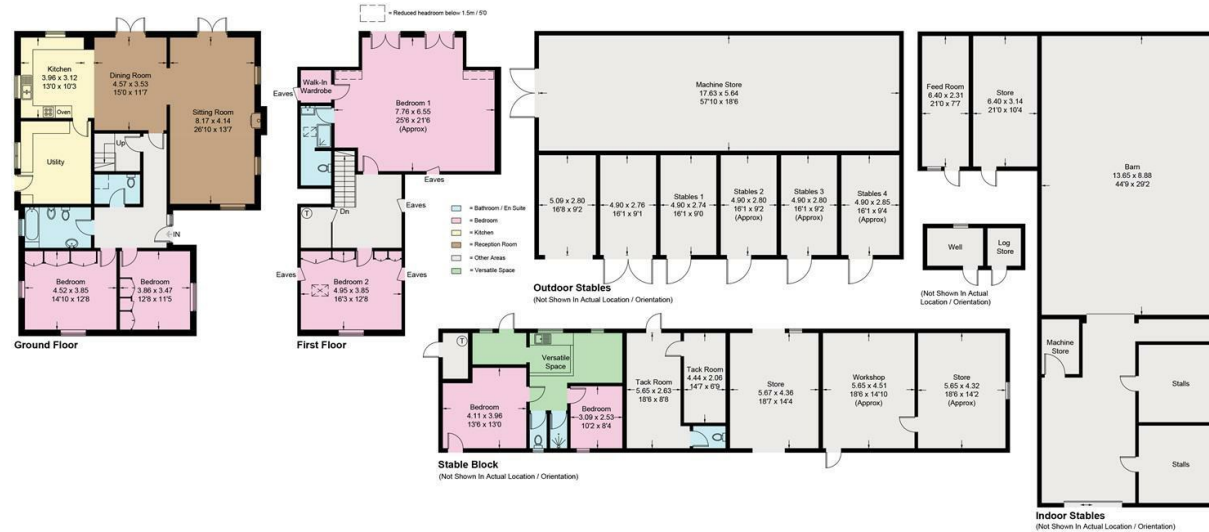 = Reduced headroom below 1.5m / 5'0
Kitchen
3.96 x 3.12
13'0 x 10'3
Dining Room
4.57 x 3.53
15'0 x 11'7
Sitting Room
8.17 x 4.14
26'10 x 13'7
Oven
Utility
Up
IN
Bedroom
4.52 x 3.85
14'10 x 12'8
Bedroom
3.86 x 3.47
12'8 x 11'5
Ground Floor
Walk-In
Wardrobe
Eaves
Bedroom 1
7.76 x 6.55
25'6 x 21'6
(Approx)
Eaves
Eaves
T
Dn
Eaves
Eaves
Bedroom 2
4.95 x 3.85
16'3 x 12'8
First Floor
= Bathroom / En Suite
= Bedroom
= Kitchen
= Reception Room
= Other Areas
= Versatile Space
Machine Store
17.63 x 5.64
57'10 x 18'6
5.09 x 2.80
16'8 x 9'2
4.90 x 2.76
16'1 x 9'1
Stables 1
4.90 x 2.74
16'1 x 9'0
Stables 2
4.90 x 2.80
16'1 x 9'2
(Approx)
Stables 3
4.90 x 2.80
16'1 x 9'2
(Approx)
Stables 4
4.90 x 2.85
16'1 x 9'4
(Approx)
Outdoor Stables
(Not Shown In Actual Location / Orientation)
Feed Room
6.40 x 2.31
21'0 x 7'7
Store
6.40 x 3.14
21'0 x 10'4
Well
Log
Store
(Not Shown In Actual
Location / Orientation)
T
Versatile
Space
Bedroom
4.11 x 3.96
13'6 x 13'0
Bedroom
3.09 x 2.53
10'2 x 8'4
Tack Room
5.65 x 2.63
18'6 x 8'8
Tack Room
4.44 x 2.06
14'7 x 6'9
Store
5.67 x 4.36
18'7 x 14'4
Workshop
5.65 x 4.51
18'6 x 14'10
(Approx)
Store
5.65 x 4.32
18'6 x 14'2
(Approx)
Stable Block
(Not Shown In Actual Location / Orientation)
Barn
13.65 x 8.88
44'9 x 29'2
Machine
Store
Stalls
Stalls
Indoor Stables
(Not Shown In Actual Location / Orientation)